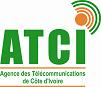 ATCI
Agence des Télécommunications
de Côte d'Ivoire